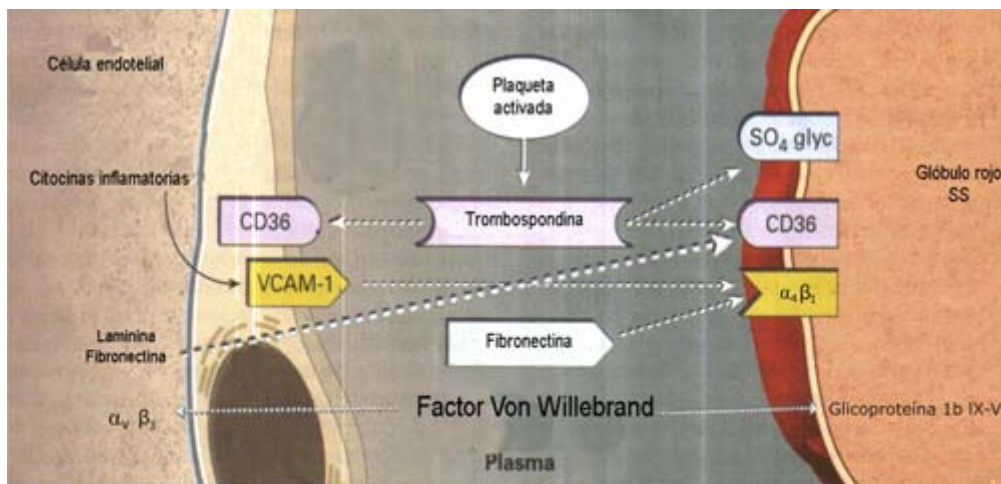 Célula endotelial
Plaqueta
activada
SO₄ glyc
Citocinas inflamatorias
Glóbulo rojo
SS
CD36
Trombospondina
CD36
VCAM-1
α₄ β₁
Laminina
Fibronectina
Fibronectina
Factor Von Willebrand
αᵥ β₃
Glicoproteína 1b IX-V
Plasma